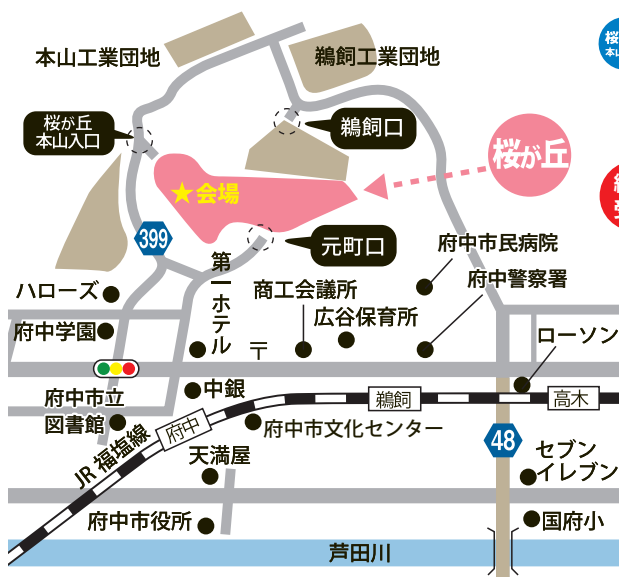 本山工業団地
鵜飼工業団地
桜が丘
本山入口
鵜飼口
桜が丘
★会場
399
元町口
府中市民病院
ハローズ
第一ホテル
商工会議所
府中警察署
広谷保育所
府中学園
〒
ローソン
府中市立
図書館
中銀
鵜飼
高木
府中
府中市文化センター
JR福塩線
48
天満屋
セブン
イレブン
府中市役所
国府小
芦田川